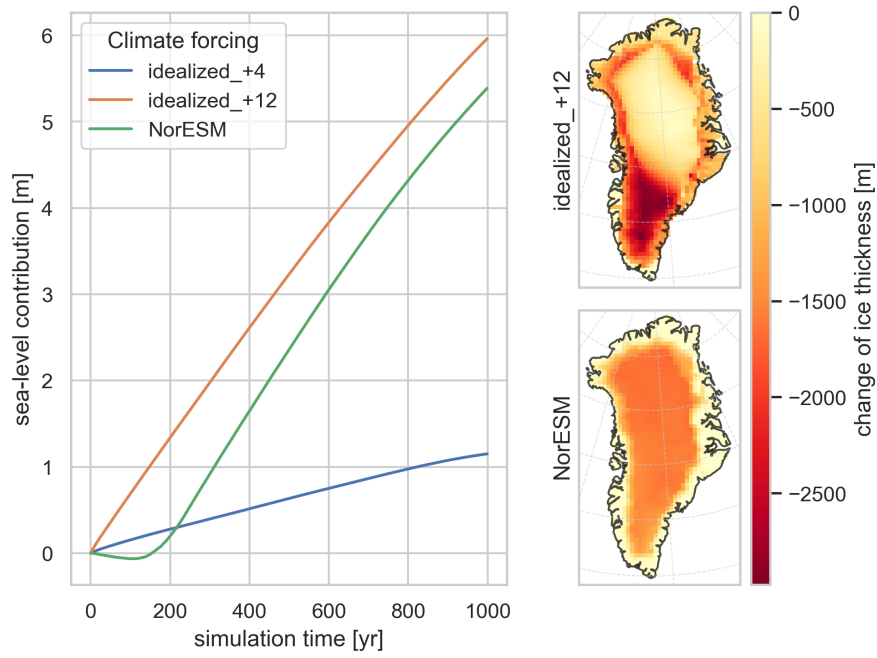 Climate forcing
idealized_+4
idealized_+12
NorESM
6
5
4
3
2
1
0
sea-level contribution [m]
0
200
400
600
800
1000
simulation time [yr]
idealized_+12
NorESM
0
−500
−1000
−1500
−2000
−2500
change of ice thickness [m]